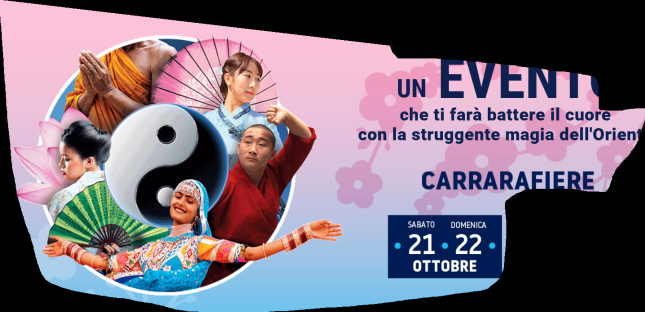 UN EVENTO
che ti farà battere il cuore
con la struggente magia dell'Orient
CARRARAFIERE
SABATO DOMENICA
21 · 22
OTTOBRE